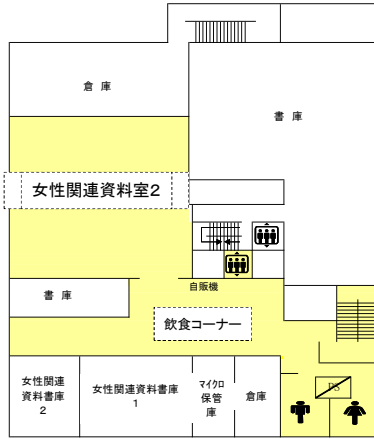 倉 庫
書 庫
女性関連資料室2
自販機
書 庫
飲食コーナー
女性関連
資料書庫
2
女性関連資料書庫
1
マイクロ
保管
庫
倉庫
PS